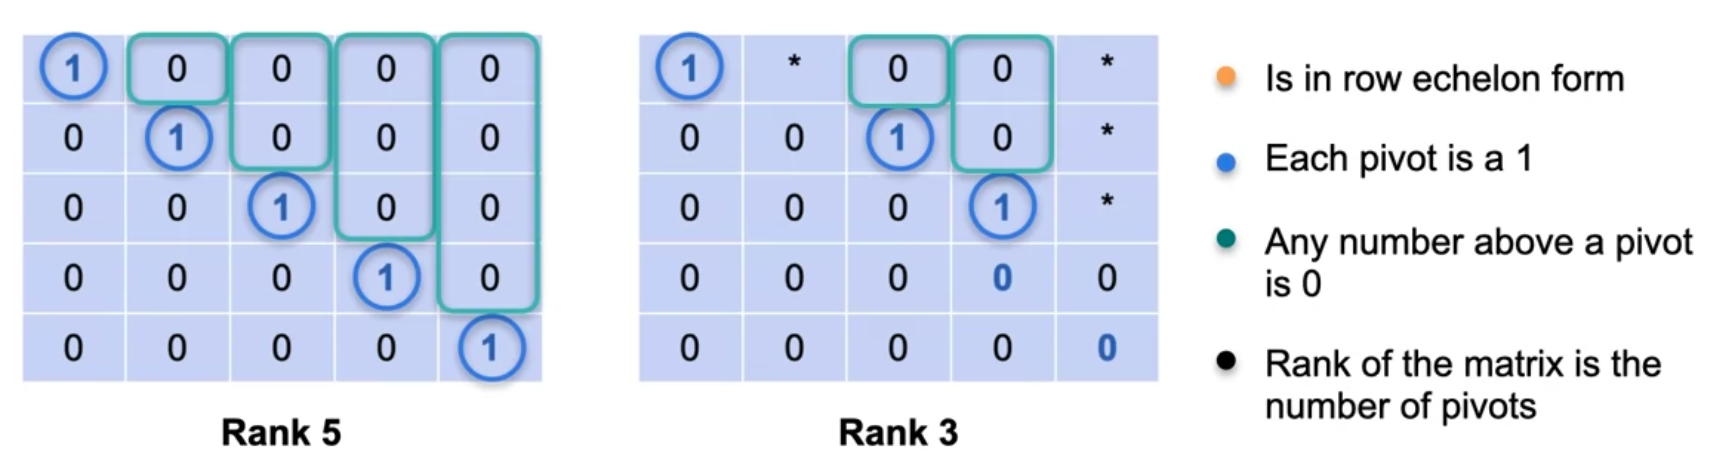 1 0 0 0 0
0 1 0 0 0
0 0 1 0 0
0 0 0 1 0
0 0 0 0 1
Rank 5
1 * 0 0 *
0 0 1 0 *
0 0 0 1 *
0 0 0 0 0
0 0 0 0 0
Rank 3
Is in row echelon form
Each pivot is a 1
Any number above a pivot
is 0
Rank of the matrix is the
number of pivots